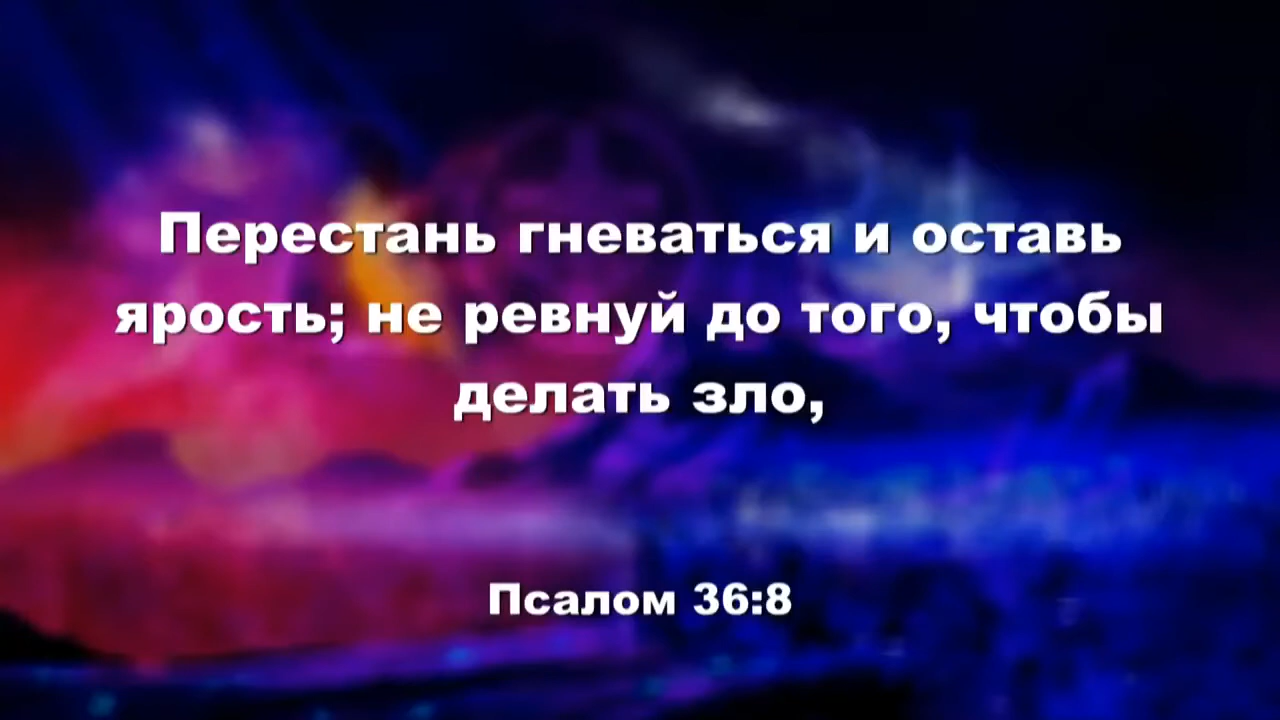 Перестань гневаться и оставь
ярость; не ревнуй до того, чтобы
делать зло,
Псалом 36:8